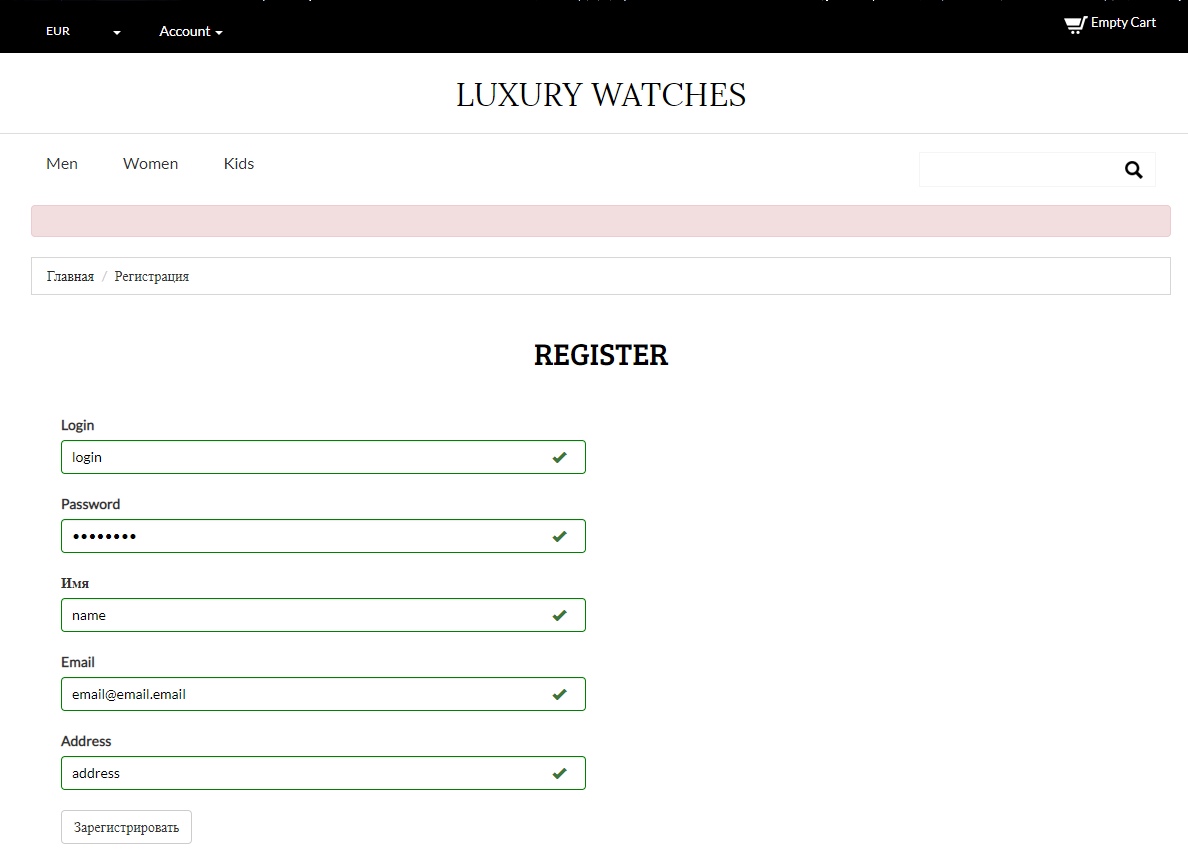 EUR Account Empty Cart
LUXURY WATCHES
Men Women Kids
Главная / Регистрация
REGISTER
Login
login
Password
••••••••
Имя
name
Email
email@email.email
Address
address
Зарегистрировать